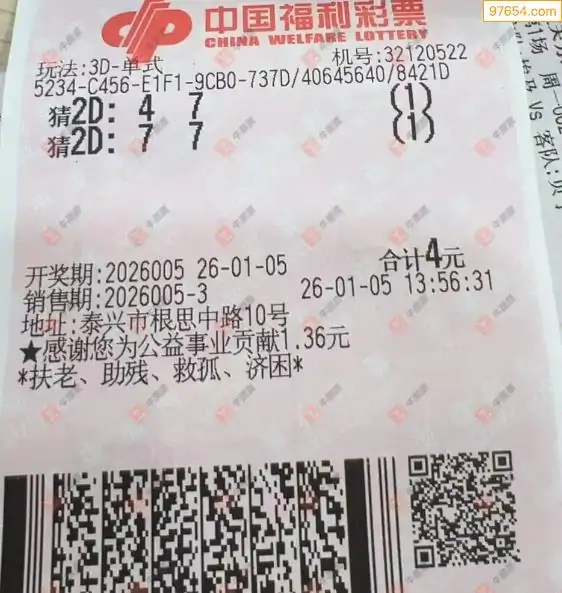 97654.com
中国福利彩票
CHINA WELFARE LOTTERY
玩法:3D-单式 机号:32120522
5234-C456-E1F1-9CB0-737D/40645640/8421D
猜2D: 4 7 (1)
猜2D: 7 7 (1)
合计4元
开奖期:2026005 26-01-05
销售期:2026005-3 26-01-05 13:56:31
地址:泰兴市根思中路10号
★感谢您为公益事业贡献1.36元
*扶老、助残、救孤、济困*
Vs 客队: